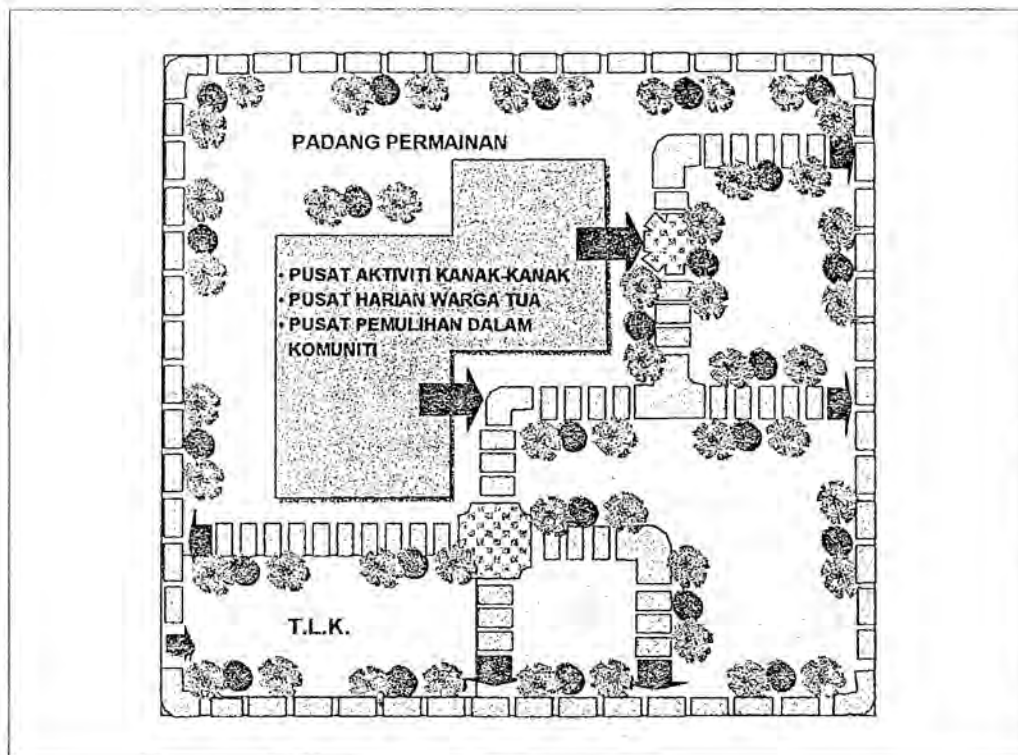 PADANG PERMAINAN
• PUSAT AKTIVITI KANAK-KANAK
• PUSAT HARIAN WARGA TUA
• PUSAT PEMULIHAN DALAM
KOMUNITI
T.L.K.